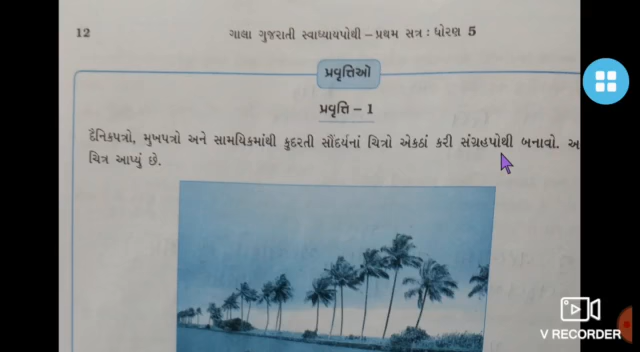 12
ગાલા ગુજરાતી સ્વાધ્યાયપોથી – પ્રથમ સત્ર : ધોરણ 5
પ્રવૃત્તિઓ
પ્રવૃત્તિ – 1
દૈનિકપત્રો, મુખપત્રો અને સામયિકમાંથી કુદરતી સૌંદર્યનાં ચિત્રો એકઠાં કરી સંગ્રહપોથી બનાવો. અ
ચિત્ર આપ્યું છે.
V RECORDER